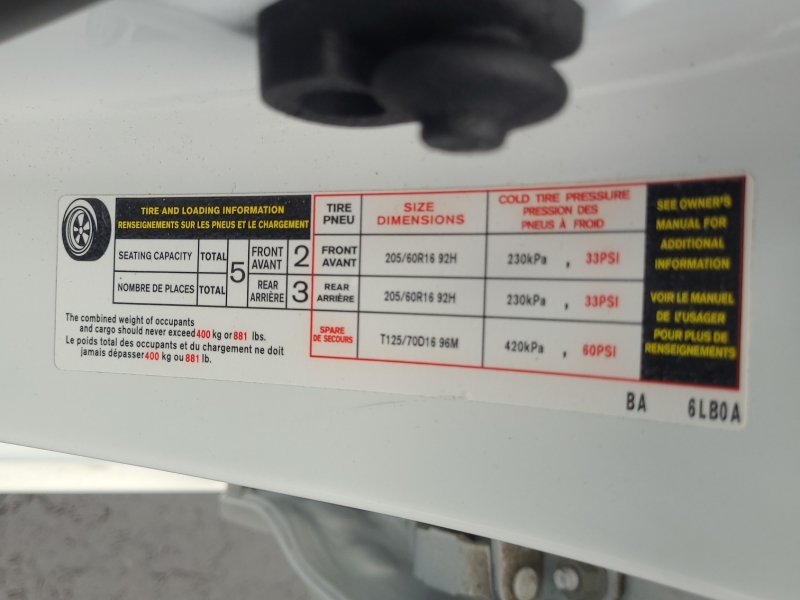 TIRE AND LOADING INFORMATION
RENSEIGNEMENTS SUR LES PNEUS ET LE CHARGEMENT
SEATING CAPACITY TOTAL 5 FRONT AVANT 2
NOMBRE DE PLACES TOTAL REAR ARRIÈRE 3
The combined weight of occupants
and cargo should never exceed 400 kg or 881 lbs.
Le poids total des occupants et du chargement ne doit
jamais dépasser 400 kg ou 881 lb.
TIRE PNEU SIZE DIMENSIONS COLD TIRE PRESSURE PRESSION DES PNEUS À FROID
FRONT AVANT 205/60R16 92H 230kPa , 33PSI
REAR ARRIÈRE 205/60R16 92H 230kPa , 33PSI
SPARE DE SECOURS T125/70D16 96M 420kPa , 60PSI
SEE OWNER'S
MANUAL FOR
ADDITIONAL
INFORMATION
VOIR LE MANUEL
DE L'USAGER
POUR PLUS DE
RENSEIGNEMENTS
BA 6LB0A